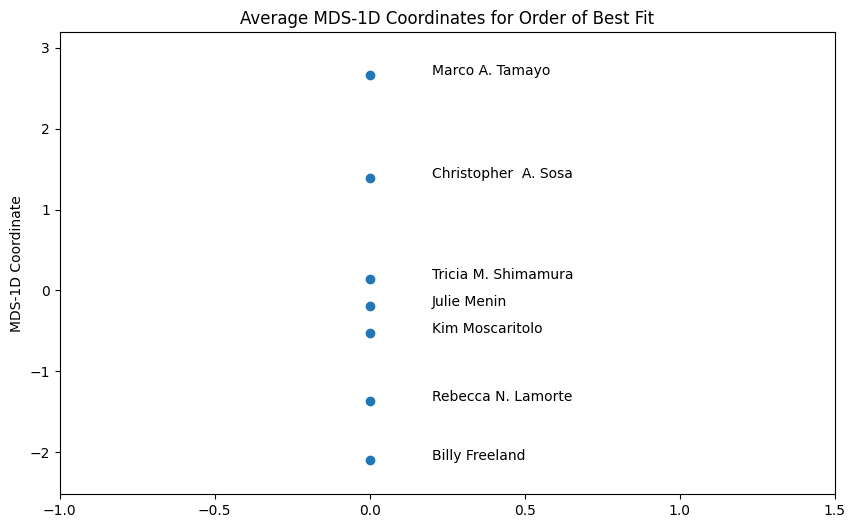 Average MDS-1D Coordinates for Order of Best Fit
3
Marco A. Tamayo
2
Christopher  A. Sosa
1
MDS-1D Coordinate
Tricia M. Shimamura
0
Julie Menin
Kim Moscaritolo
−1
Rebecca N. Lamorte
−2
Billy Freeland
−1.0
−0.5
0.0
0.5
1.0
1.5